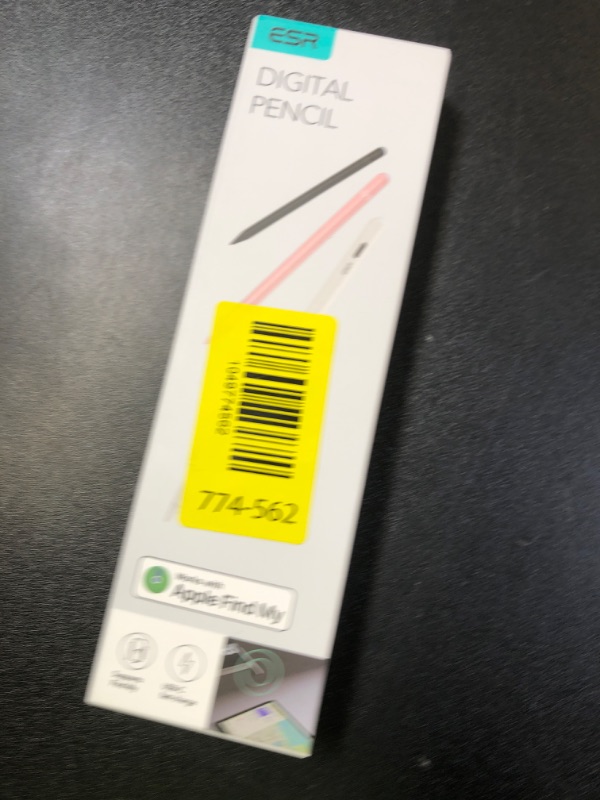 ESR
DIGITAL
PENCIL
774-562
Works with
Apple Find My